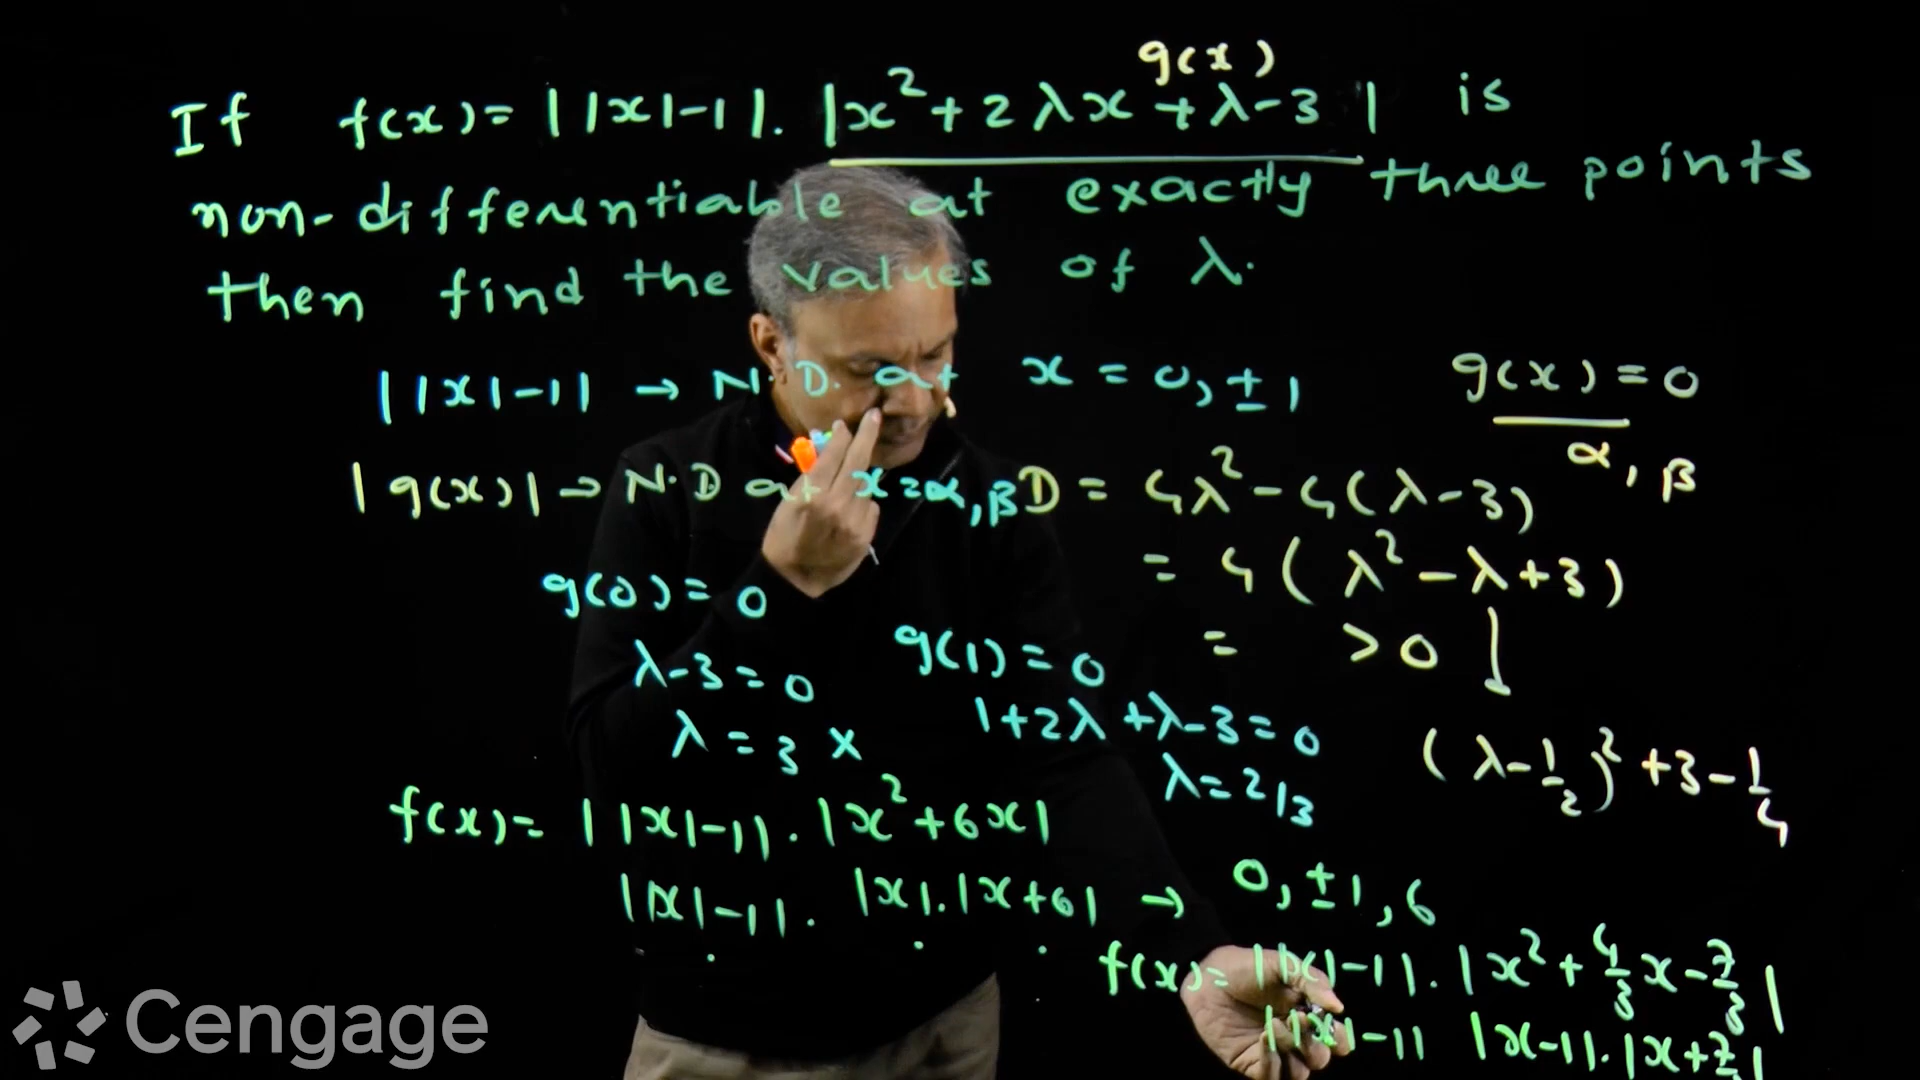 g(x)
If f(x)= ||x|-1|. |x²+2λx+λ-3| is
non-differentiable at exactly three points
then find the values of λ.
||x|-1| → N.D. at x = 0, ±1
g(x)=0
α, β
|g(x)| → N.D at x=α,β
D = 4λ²-4(λ-3)
= 4(λ²-λ+3)
= >0
g(0)=0
λ-3=0
λ=3 ×
g(1)=0
1+2λ+λ-3=0
λ=2/3
(λ-1/2)²+3-1/4
f(x)= ||x|-1|.|x²+6x|
||x|-1|. |x|.|x+6| → 0,±1,6
f(x)= ||x|-1|.|x²+4/3x-7/3|
||x|-1| |x-1|.|x+7
Cengage